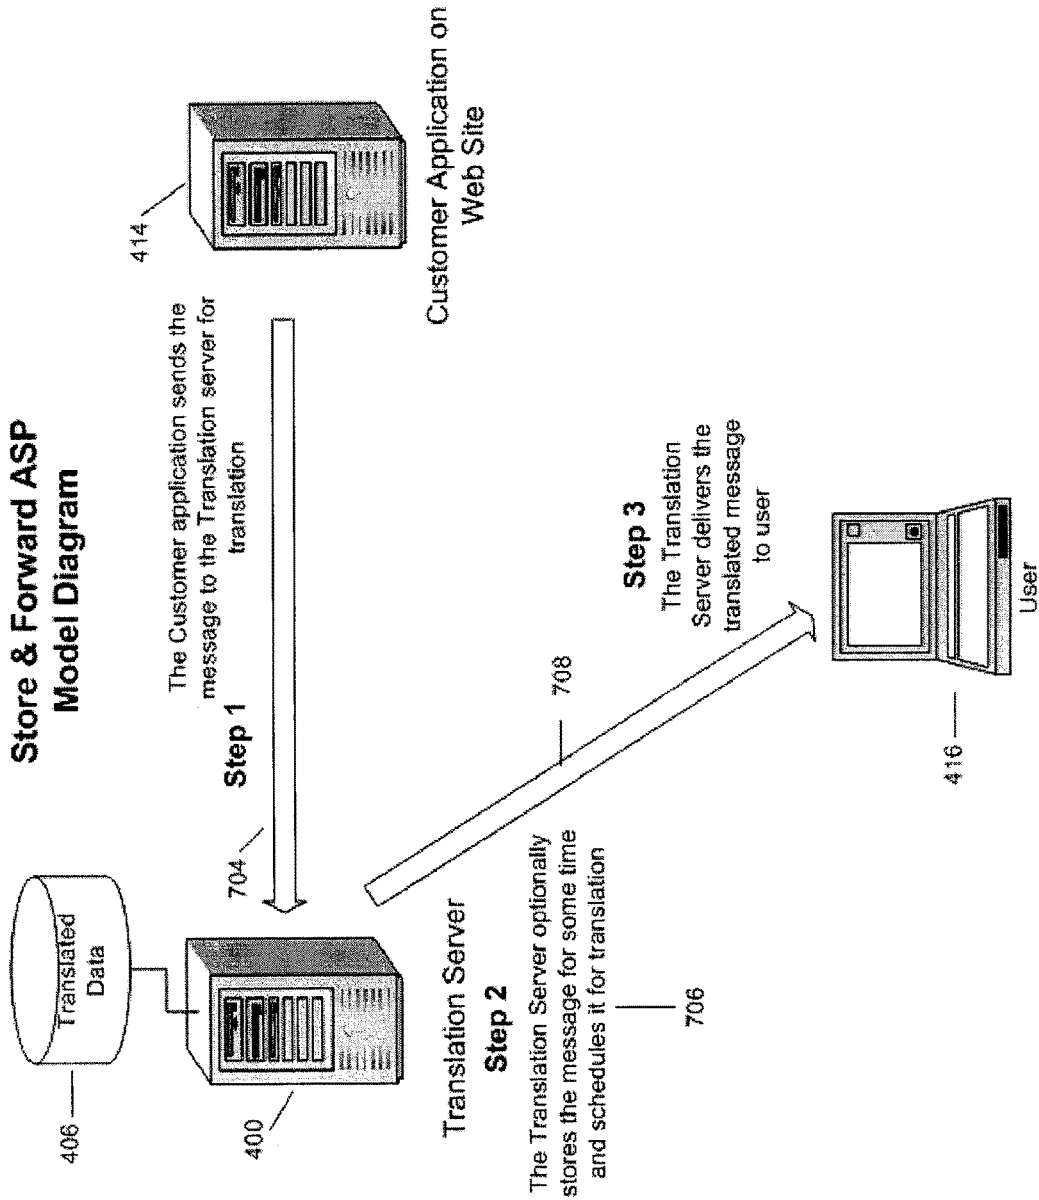 Store & Forward ASP
Model Diagram
406
Translated
Data
400
Translation Server
Step 2
The Translation Server optionally
stores the message for some time
and schedules it for translation
706
704
Step 1
The Customer application sends the
message to the Translation server for
translation
414
Customer Application on
Web Site
708
Step 3
The Translation
Server delivers the
translated message
to user
416
User